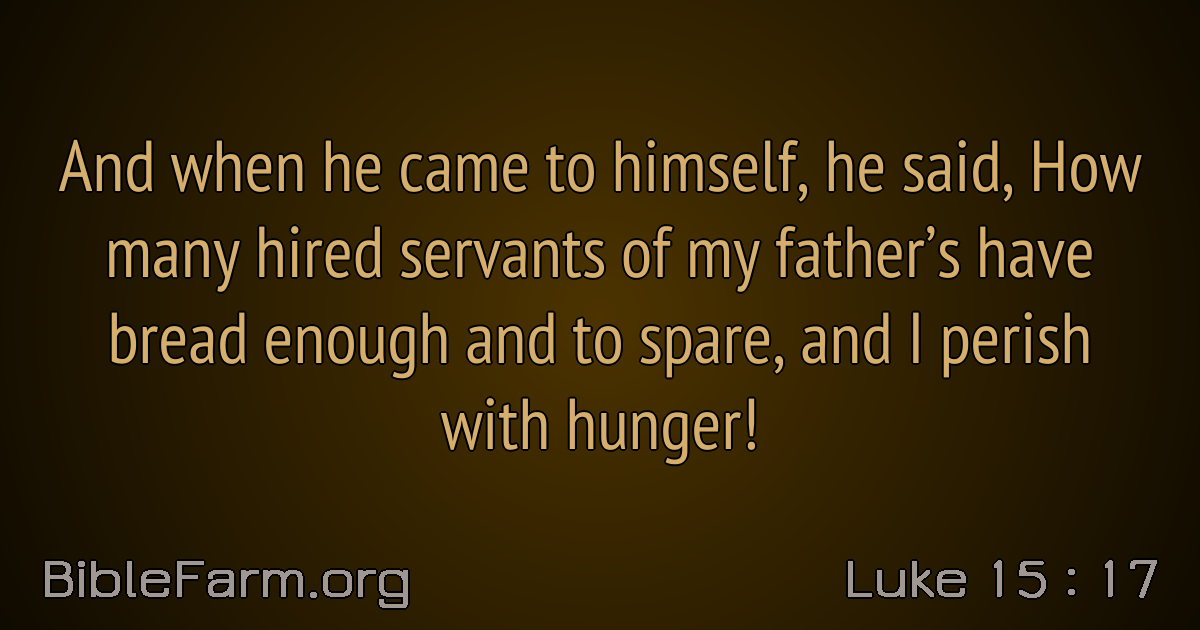 And when he came to himself, he said, How
many hired servants of my father’s have
bread enough and to spare, and I perish
with hunger!
BibleFarm.org
Luke 15 : 17